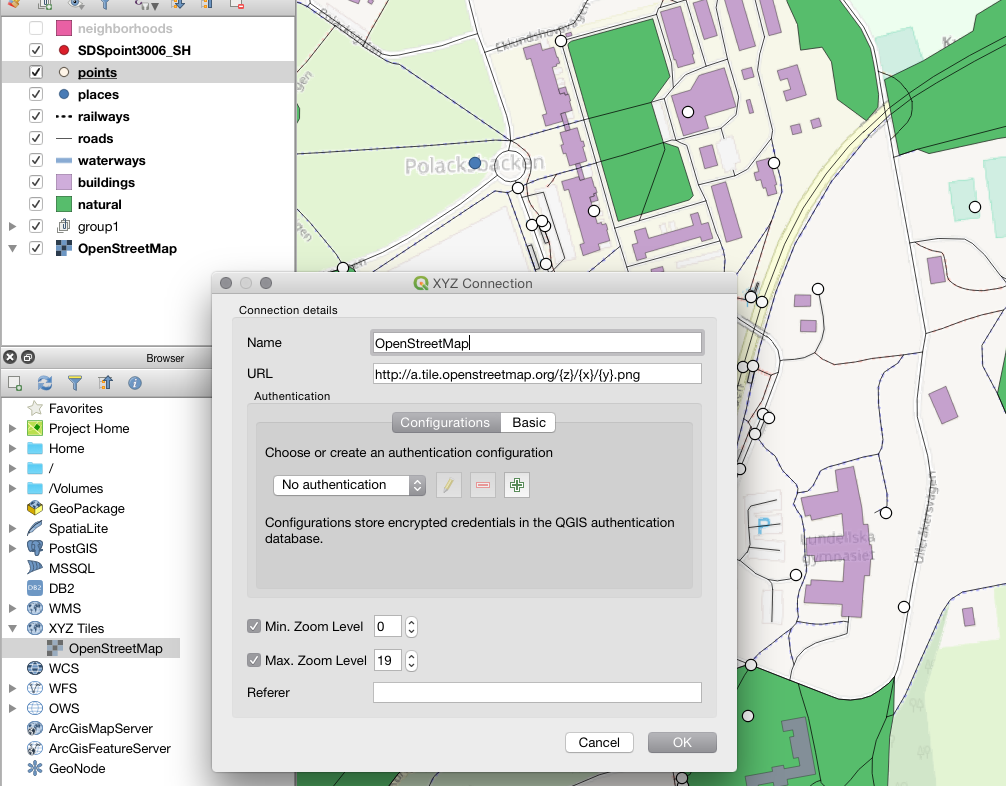 neighborhoods
SDSpoint3006_SH
points
places
railways
roads
waterways
buildings
natural
group1
OpenStreetMap
Eklundshovsvägen
Polacksbacken
Lundellska
gymnasiet
Ulleråkersvägen
P
Browser
Favorites
Project Home
Home
/
/Volumes
GeoPackage
SpatiaLite
PostGIS
MSSQL
DB2
DB2
WMS
XYZ Tiles
OpenStreetMap
WCS
WFS
OWS
ArcGisMapServer
ArcGisFeatureServer
GeoNode
XYZ Connection
Connection details
Name
OpenStreetMap
URL
http://a.tile.openstreetmap.org/{z}/{x}/{y}.png
Authentication
Configurations
Basic
Choose or create an authentication configuration
No authentication
Configurations store encrypted credentials in the QGIS authentication
database.
Min. Zoom Level
0
Max. Zoom Level
19
Referer
Cancel
OK